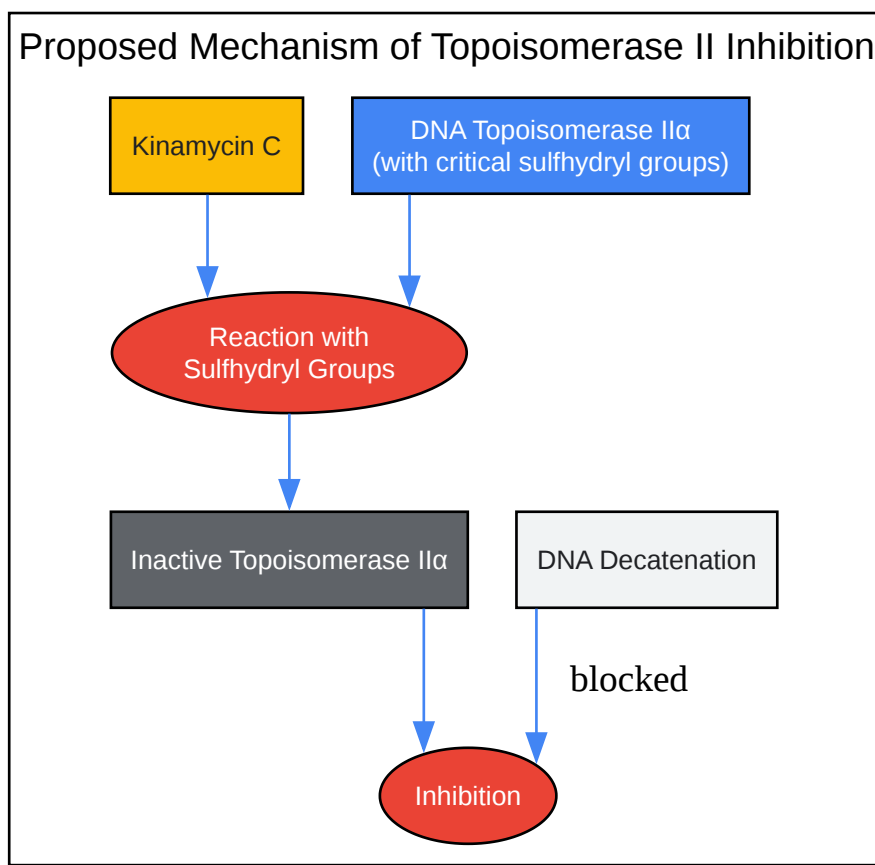 Proposed Mechanism of Topoisomerase II Inhibition
Kinamycin C
DNA Topoisomerase IIα
(with critical sulfhydryl groups)
Reaction with
Sulfhydryl Groups
Inactive Topoisomerase IIα
DNA Decatenation
blocked
Inhibition